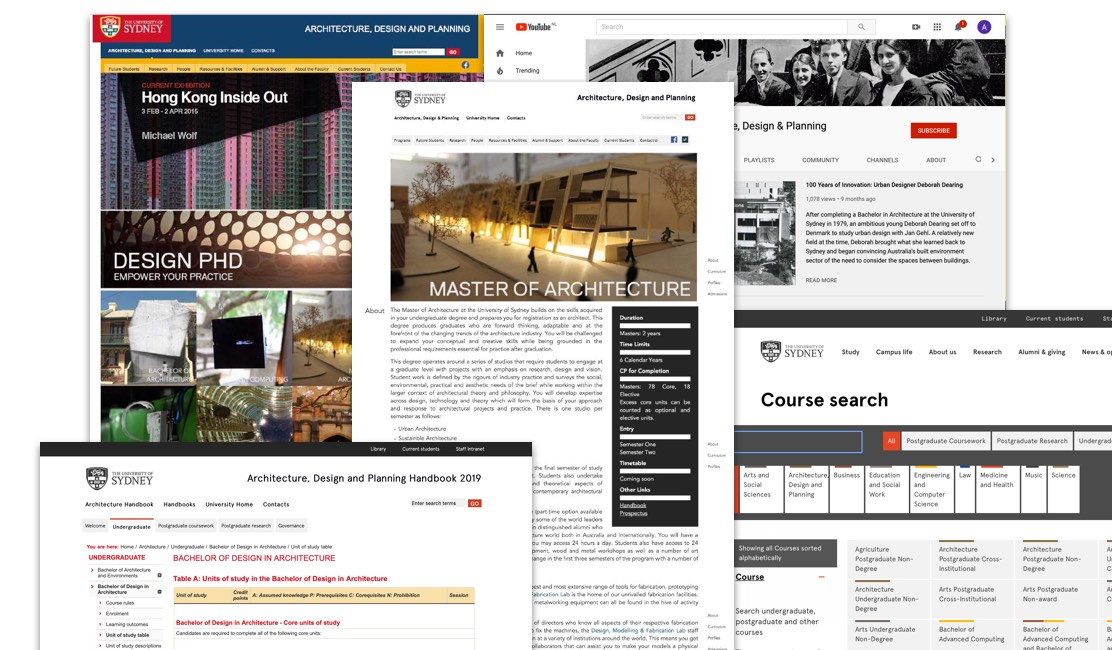 THE UNIVERSITY OF
SYDNEY
ARCHITECTURE, DESIGN AND PLANNING
ARCHITECTURE, DESIGN AND PLANNING UNIVERSITY HOME CONTACTS
Enter search terms GO
Future Students Research People Resources & Facilities Alumni & Support About the Faculty Current Students Contact Us
CURRENT EXHIBITION
Hong Kong Inside Out
3 FEB - 2 APR 2016
Michael Wolf
DESIGN PHD
EMPOWER YOUR PRACTICE
BACHELOR OF
ARCHITECTURE
COMPUTING
ARC
YouTube NL
Search
A
Home
Trending
e, Design & Planning
SUBSCRIBE
PLAYLISTS COMMUNITY CHANNELS ABOUT
100 Years of Innovation: Urban Designer Deborah Dearing
1,078 views • 9 months ago
After completing a Bachelor in Architecture at the University of
Sydney in 1979, an ambitious young Deborah Dearing set off to
Denmark to study urban design with Jan Gehl. A relatively new
field at the time, Deborah brought what she learned back to
Sydney and began convincing Australia's built environment
sector of the need to consider the spaces between buildings.
READ MORE
THE UNIVERSITY OF
SYDNEY
Architecture, Design and Planning
Architecture, Design & Planning University Home Contacts
Enter search terms GO
Programs Future Students Research People Resources & Facilities Alumni & Support About the Faculty Current Students Contact Us
MASTER OF ARCHITECTURE
About
Curriculum
Profiles
Admissions
About
The Master of Architecture at the University of Sydney builds on the skills acquired
in your undergraduate degree and prepares you for registration as an architect. This
degree produces graduates who are forward thinking, adaptable and at the
forefront of the changing trends of the architecture industry. You will be challenged
to expand your conceptual and creative skills while being grounded in the
professional requirements essential for practice after graduation.
This degree operates around a series of studios that require students to engage at
a graduate level with projects with an emphasis on research, design and vision.
Student work is defined by the rigours of industry practice and surveys the social,
environmental, practical and aesthetic needs of the brief while working within the
larger context of architectural theory and philosophy. You will develop expertise
across design, technology and theory which will form the basis of your approach
and response to architectural projects and practice. There is one studio per
semester as follows:
- Urban Architecture
- Sustainble Architecture
Duration
Masters: 2 years
Time Limits
6 Calendar Years
CP for Completion
Masters: 78 Core, 18
Elective
Excess core units can be
counted as optional and
elective units.
Entry
Semester One
Semester Two
Timetable
Coming soon
Other Links
Handbook
Prospectus
About
Curriculum
Profiles
the final semester of study
. Students also undertake
and theoretical aspects of
contemporary architectural
(part-time option available
y some of the world leaders
distinguished alumni who
ture world both in Australia and internationally. You will have a
ou may access 24 hours a day. Students also have access to 24
pment, wood and metal workshops as well as a number of art
nge in the first three semesters of the program with a number of
est and most extensive range of tools for fabrication, prototyping
abrication Lab is the home of our unrivalled fabrication facilities.
metalworking equipment can be found in the hive of activity
of directors who know all aspects of their respective fabrication
fix the machines, the Design, Modelling & Fabrication Lab staff
n at a variety of institutions around the world. This means you get
llaborators that can assist you to make your models a physical
About
Curriculum
Profiles
Library Current students Sta
THE UNIVERSITY OF
SYDNEY
Study Campus life About us Research Alumni & giving News & op
Course search
All Postgraduate Coursework Postgraduate Research Undergradu
Arts and
Social
Sciences
Architecture,
Design and
Planning
Business
Education
and Social
Work
Engineering
and
Computer
Science
Law
Medicine
and Health
Music
Science
Showing all Courses sorted
alphabetically
Course
Search undergraduate,
postgraduate and other
courses
Agriculture
Postgraduate Non-
Degree
Architecture
Postgraduate Cross-
Institutional
Architecture
Postgraduate Non-
Degree
Architecture
Undergraduate Non-
Degree
Arts Postgraduate
Cross-Institutional
Arts Postgraduate
Non-award
Arts Undergraduate
Non-Degree
Bachelor of
Advanced Computing
Bachelor of
Advanced Computing
and Bachelor of
Library Current students Staff Intranet
THE UNIVERSITY OF
SYDNEY
Architecture, Design and Planning Handbook 2019
Architecture Handbook Handbooks University Home Contacts
Enter search terms GO
Welcome Undergraduate Postgraduate coursework Postgraduate research Governance
You are here: Home / Architecture / Undergraduate / Bachelor of Design in Architecture / Unit of study table
UNDERGRADUATE
Bachelor of Architecture
and Environments
Bachelor of Design in
Architecture
Course rules
Enrolment
Learning outcomes
Unit of study table
Unit of study descriptions
BACHELOR OF DESIGN IN ARCHITECTURE
Table A: Units of study in the Bachelor of Design in Architecture
Unit of study Credit points A: Assumed knowledge P: Prerequisites C: Corequisites N: Prohibition Session
Bachelor of Design in Architecture - Core units of study
Candidates are required to complete all of the following core units: